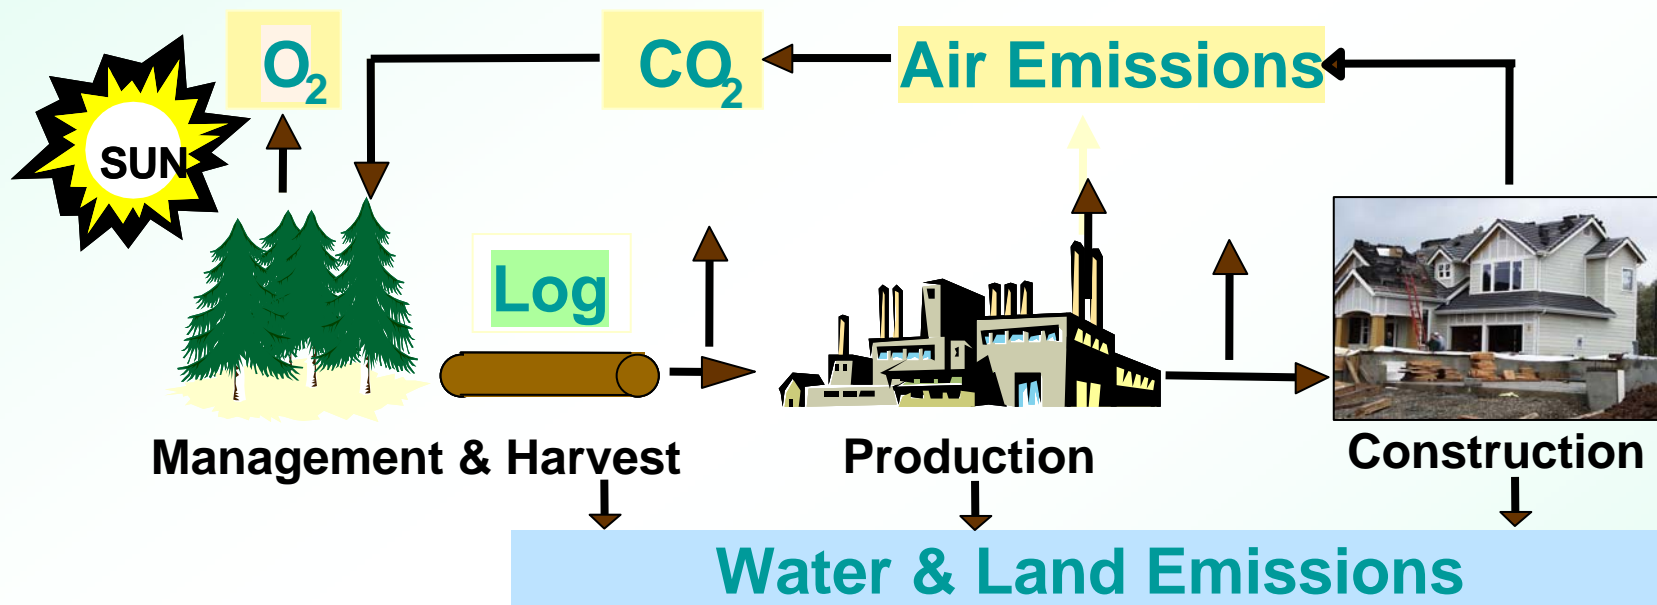 O₂
CO₂
Air Emissions
SUN
Log
Management & Harvest
Production
Construction
Water & Land Emissions